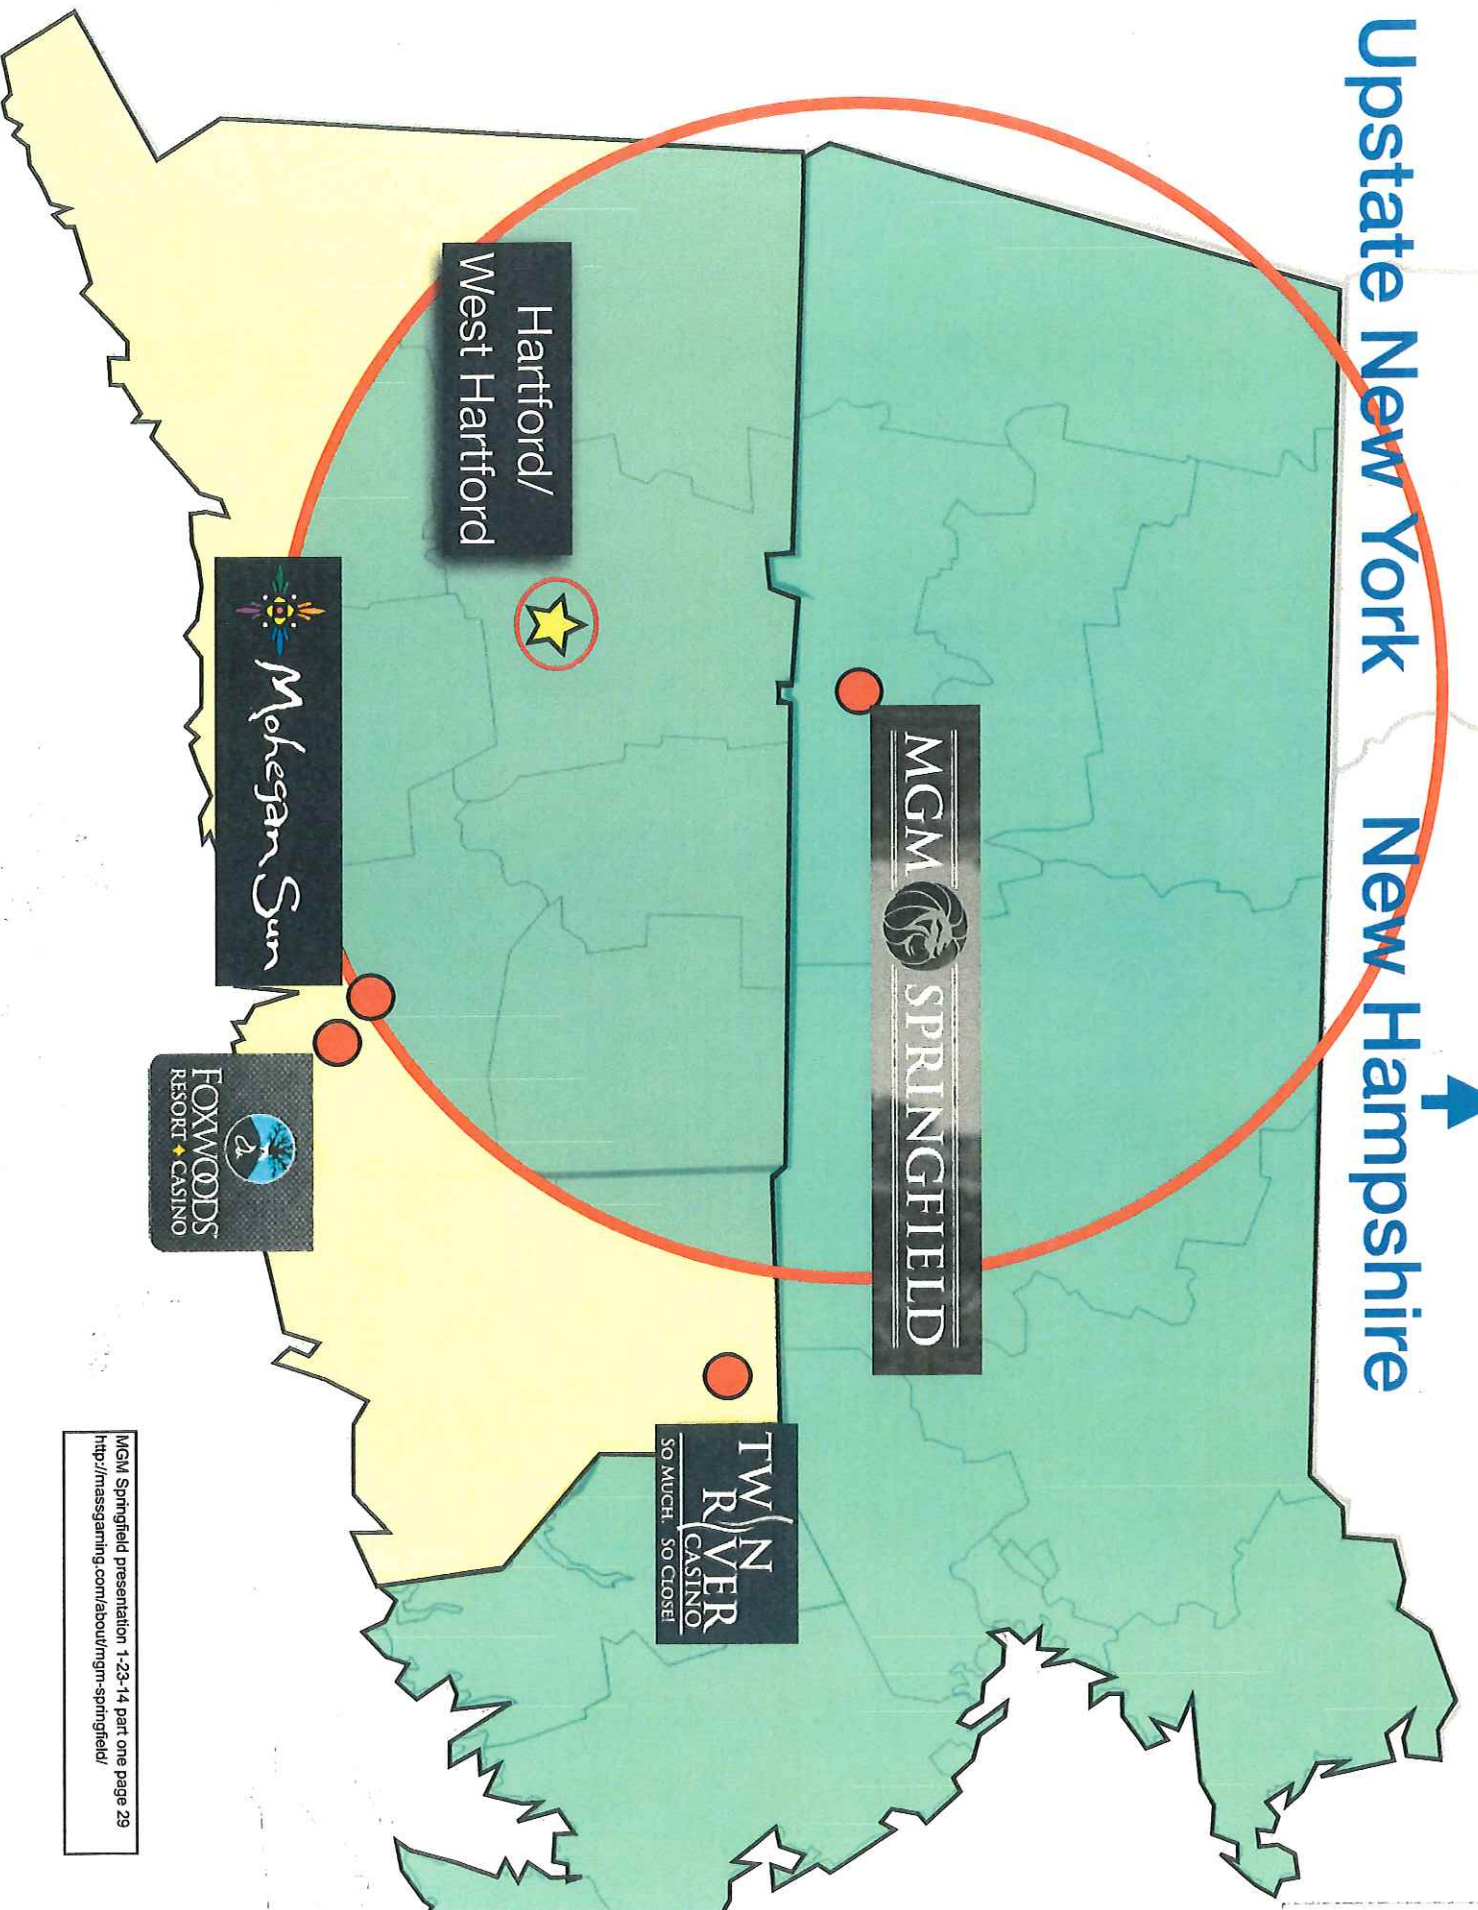 Upstate New York New Hampshire
MGM SPRINGFIELD
Hartford/
West Hartford
TWIN
RIVER
CASINO
SO MUCH. SO CLOSE!
Mohegan Sun
FOXWOODS
RESORT CASINO
MGM Springfield presentation 1-23-14 part one page 29
http://massgaming.com/about/mgm-springfield/